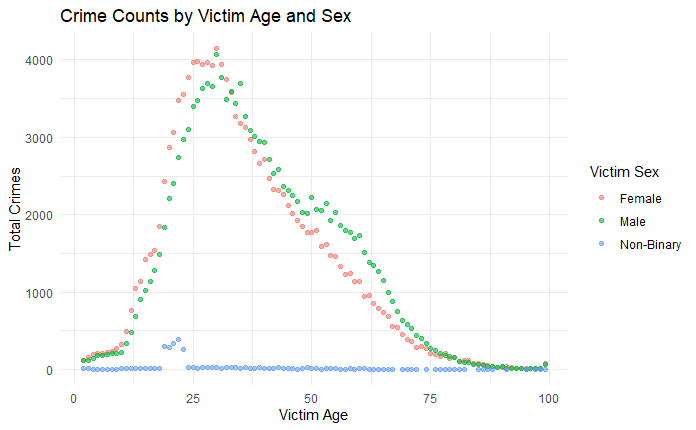 Crime Counts by Victim Age and Sex
Total Crimes
4000
3000
2000
1000
0
0
25
50
75
100
Victim Age
Victim Sex
Female
Male
Non-Binary